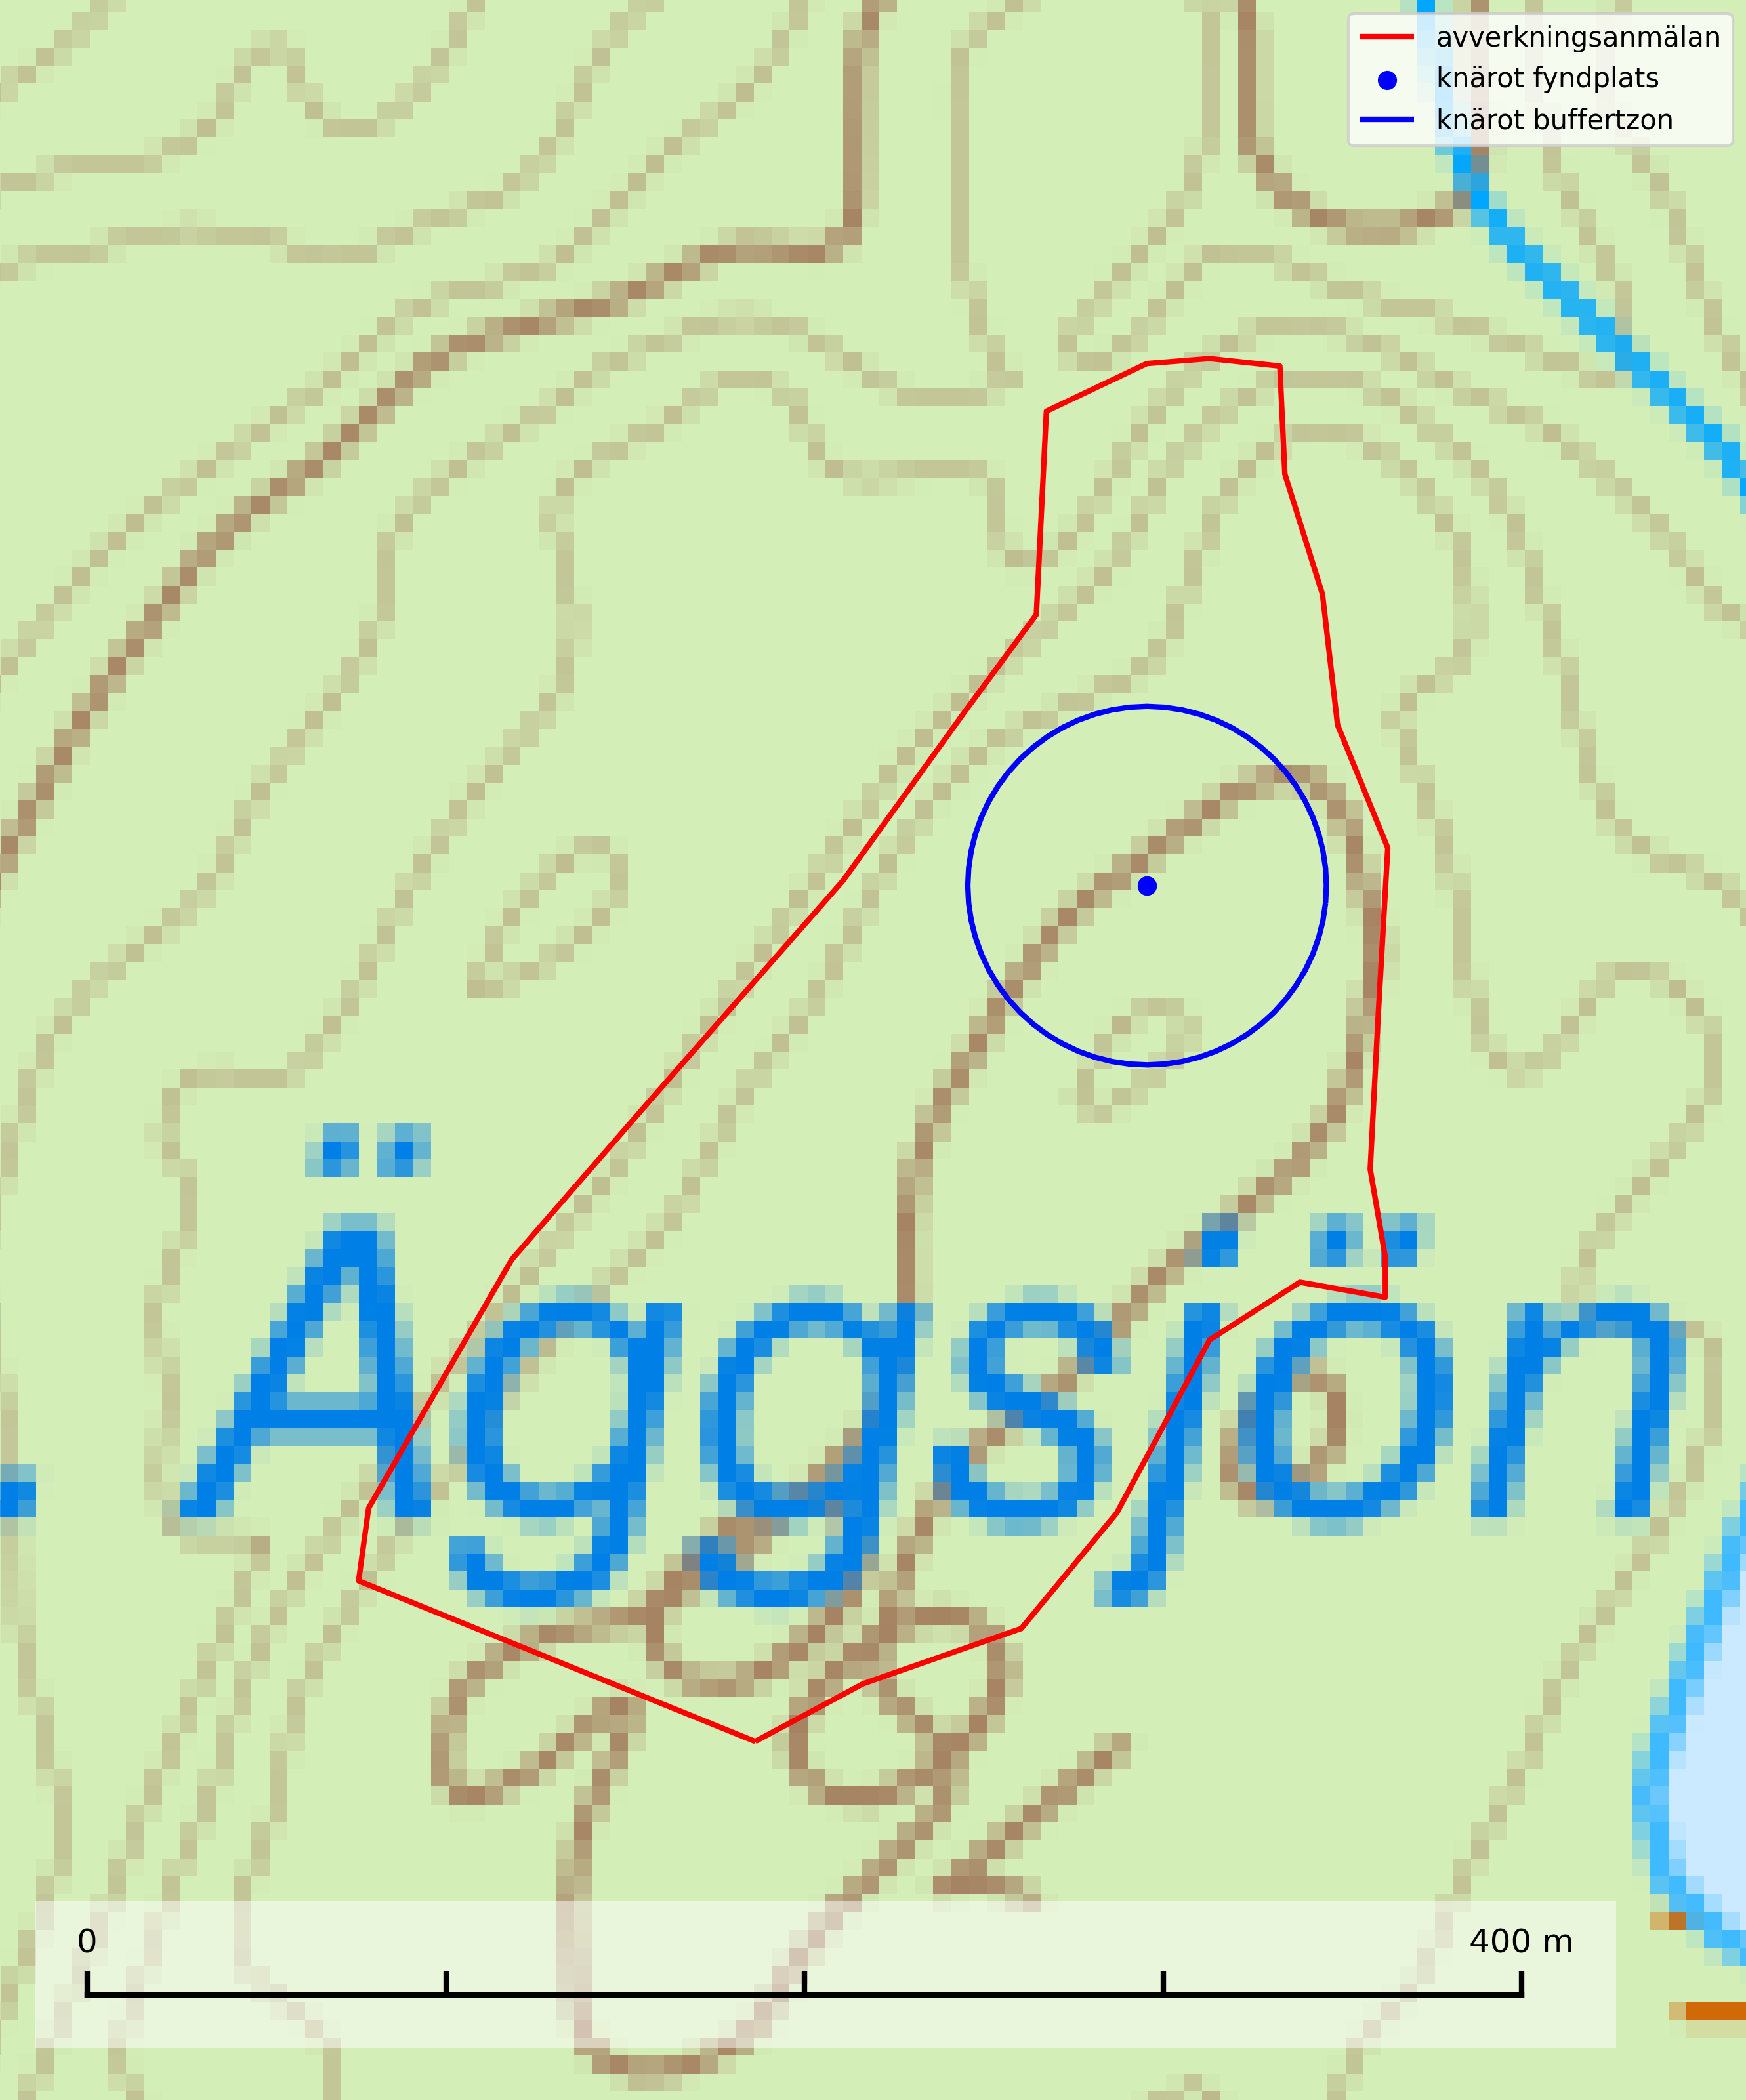 avverkningsanmälan
knärot fyndplats
knärot buffertzon
Äggsjön
0
400 m